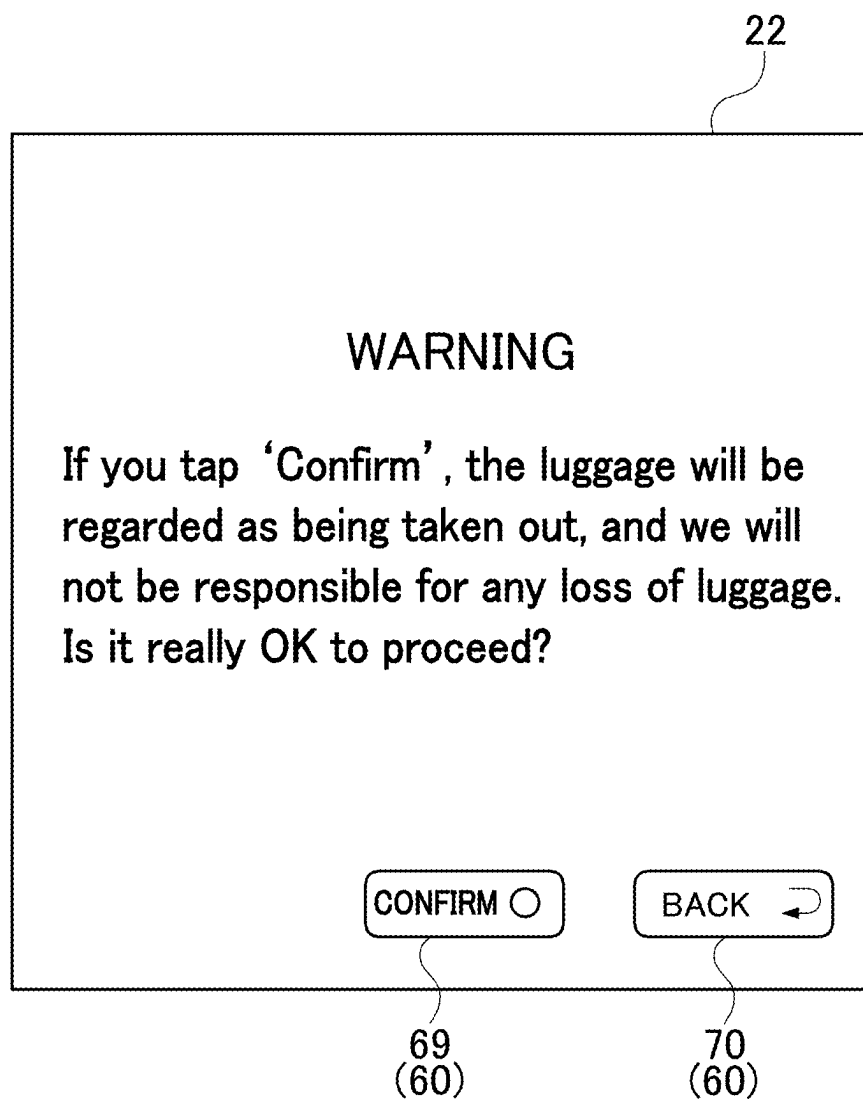 22
WARNING
If you tap ‘Confirm’, the luggage will be
regarded as being taken out, and we will
not be responsible for any loss of luggage.
Is it really OK to proceed?
CONFIRM ○ BACK
69 70
(60) (60)